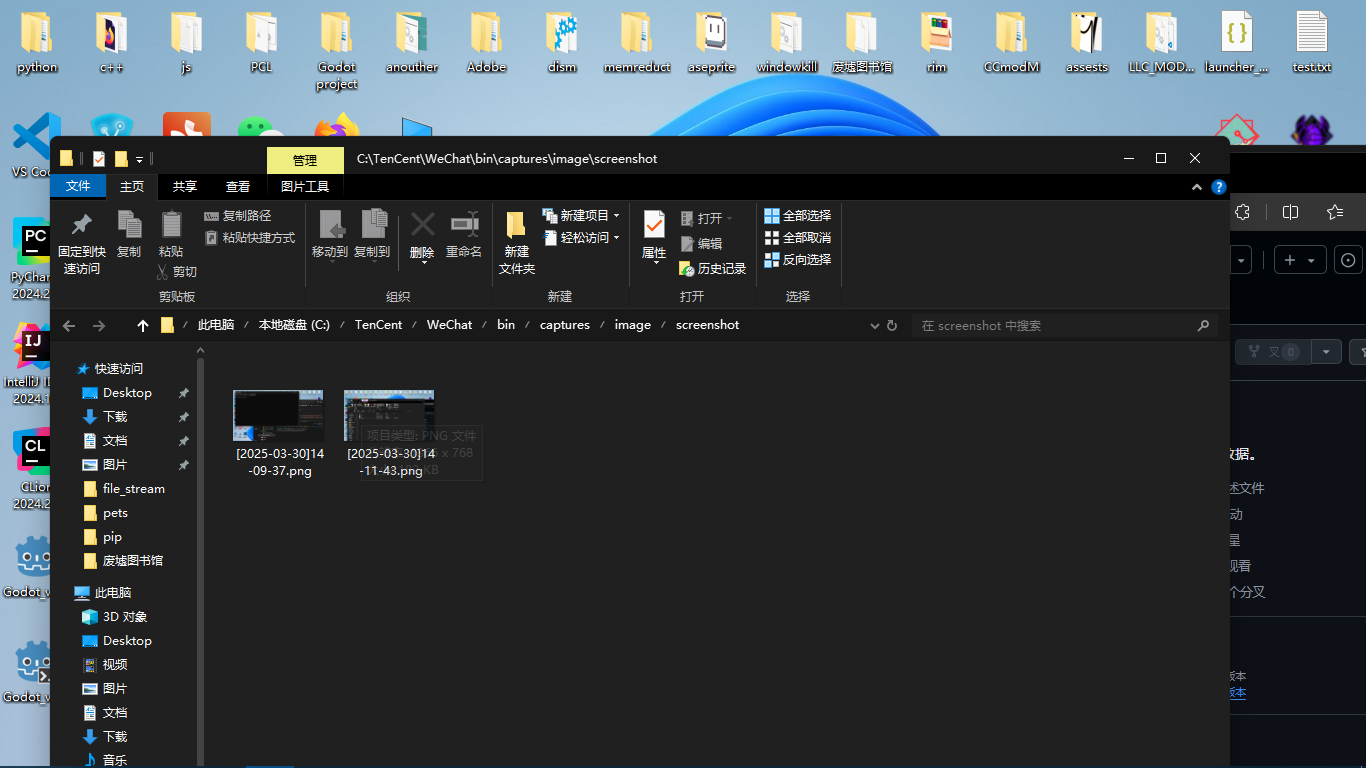 python
c++
js
PCL
Godot project
anouther
Adobe
dism
memreduct
aseprite
windowkill
废墟图书馆
rim
CCmodM
assests
LLC_MOD...
launcher_...
test.txt
VS Co
管理
C:\TenCent\WeChat\bin\captures\image\screenshot
文件
主页
共享
查看
图片工具
固定到快速访问
复制
粘贴
复制路径
粘贴快捷方式
剪切
移动到
复制到
删除
重命名
新建文件夹
新建项目
轻松访问
属性
打开
编辑
历史记录
全部选择
全部取消
反向选择
剪贴板
组织
新建
打开
选择
此电脑 / 本地磁盘 (C:) / TenCent / WeChat / bin / captures / image / screenshot
在 screenshot 中搜索
PC
PyChar
2024.2
IJ
IntelliJ I
2024.1
CL
CLion
2024.2
Godot_v
Godot_v
快速访问
Desktop
下载
文档
图片
file_stream
pets
pip
废墟图书馆
此电脑
3D 对象
Desktop
视频
图片
文档
下载
音乐
[2025-03-30]14
-09-37.png
[2025-03-30]14
-11-43.png
项目类型: PNG 文件
x 768
KB
叉 0
数据。
述文件
动
星
观看
个分叉
版本
版本